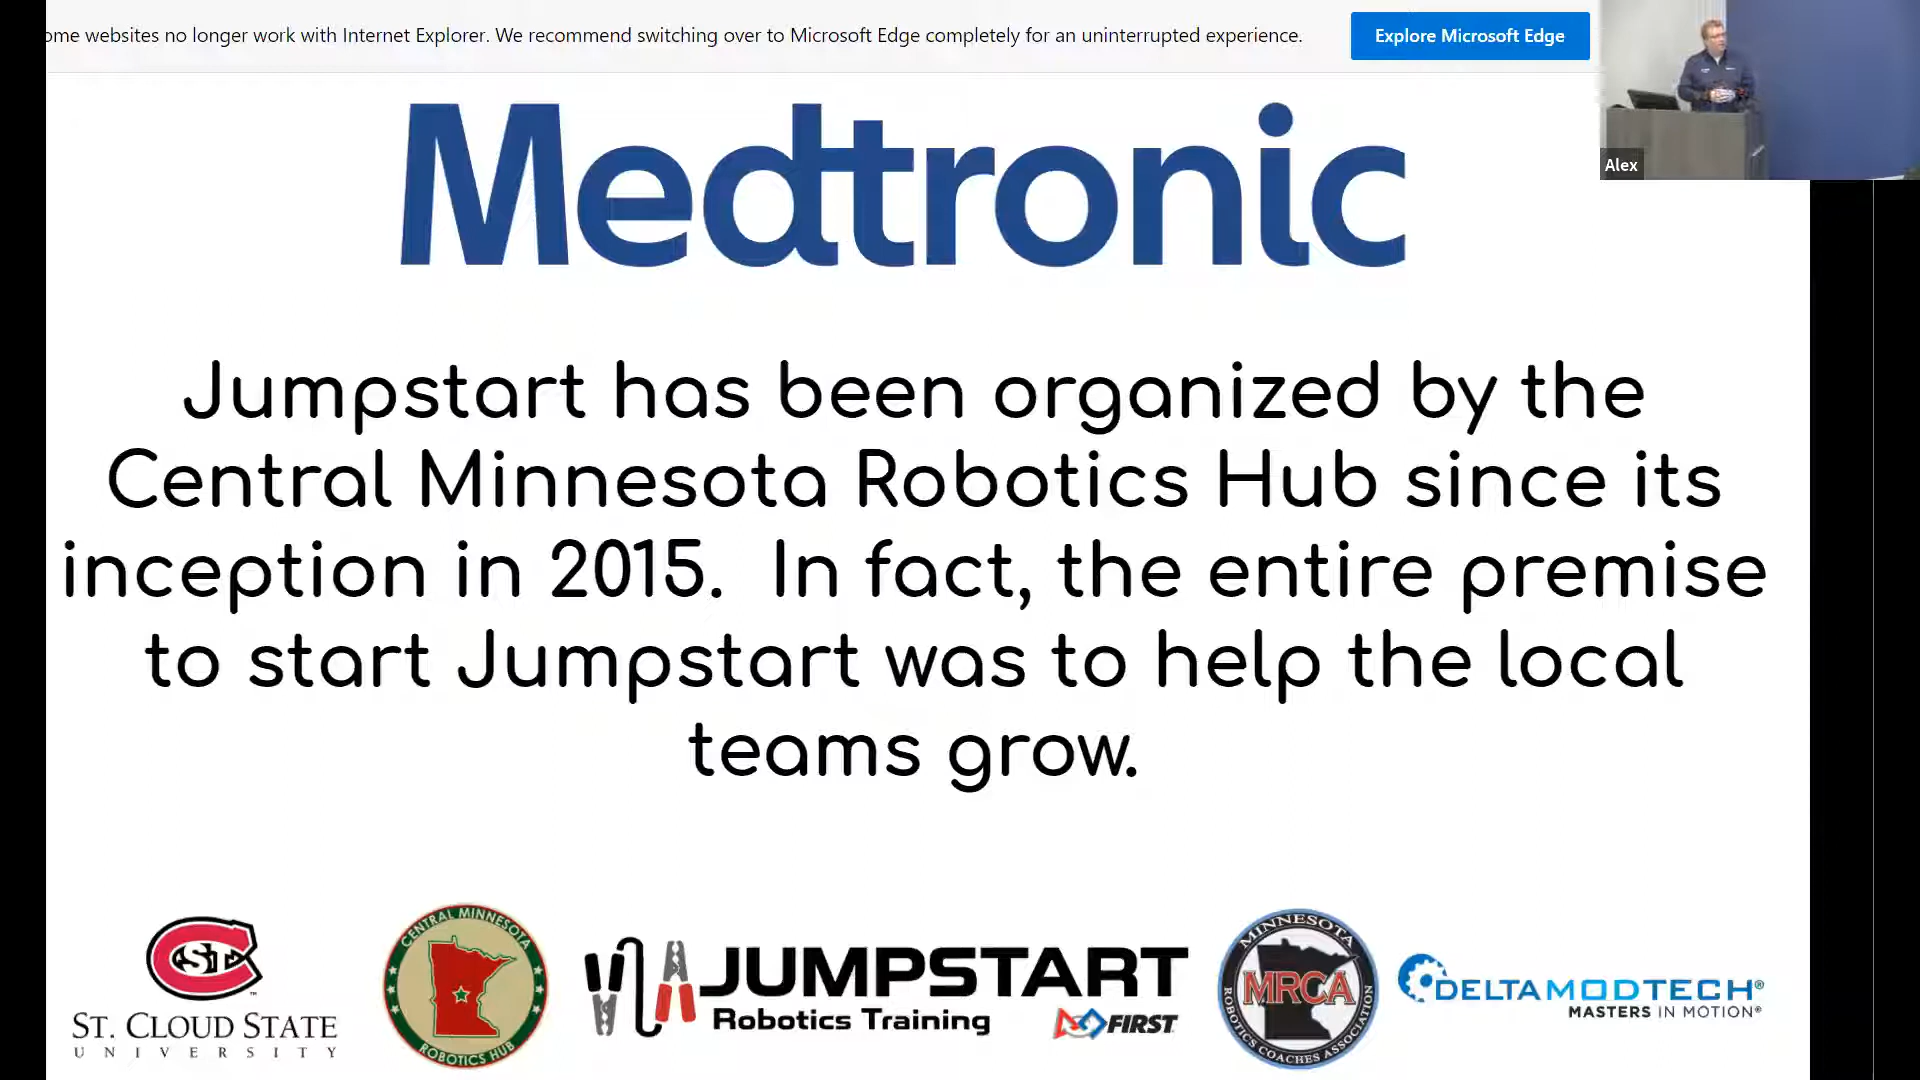 ome websites no longer work with Internet Explorer. We recommend switching over to Microsoft Edge completely for an uninterrupted experience.
Explore Microsoft Edge
Alex
Medtronic
Jumpstart has been organized by the
Central Minnesota Robotics Hub since its
inception in 2015. In fact, the entire premise
to start Jumpstart was to help the local
teams grow.
STC
ST. CLOUD STATE
UNIVERSITY
CENTRAL MINNESOTA
ROBOTICS HUB
JUMPSTART
Robotics Training
FIRST
MINNESOTA
MRCA
ROBOTICS COACHES ASSOCIATION
DELTAMODTECH®
MASTERS IN MOTION®